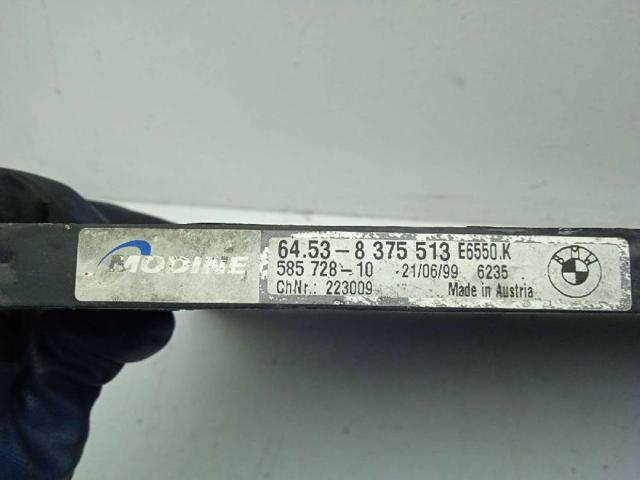 MODINE
64.53-8 375 513 E6550.K
585 728-10 21/06/99 6235
ChNr.: 223009 Made in Austria
BMW